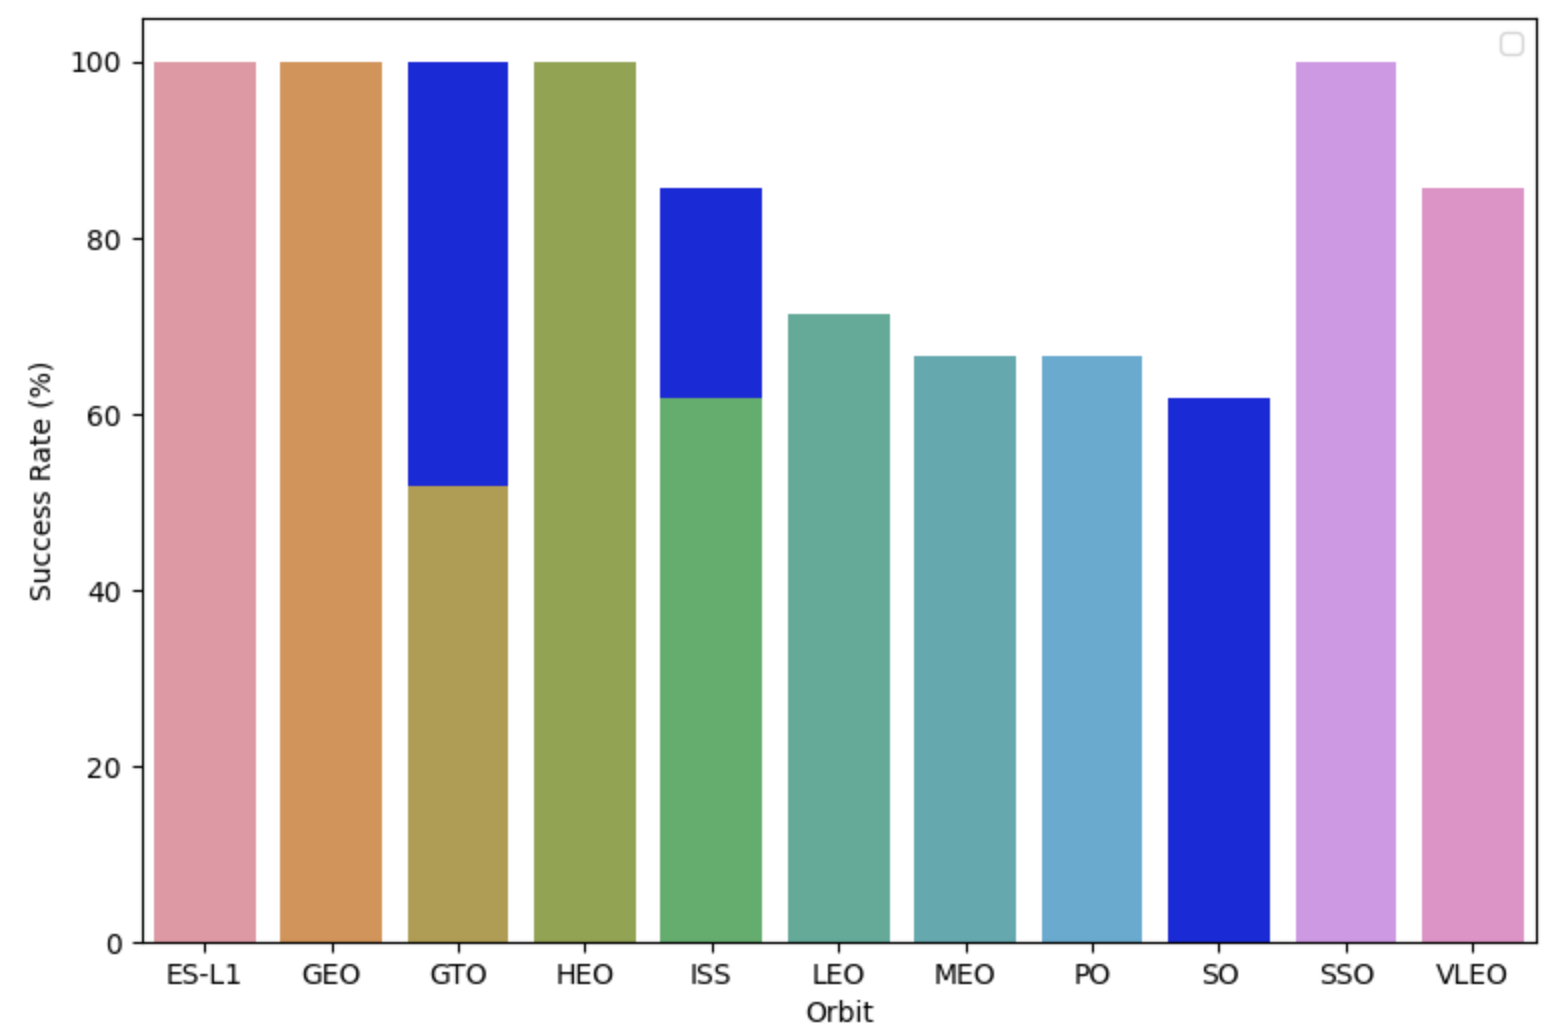 100
80
60
40
20
0
Success Rate (%)
ES-L1 GEO GTO HEO ISS LEO MEO PO SO SSO VLEO
Orbit